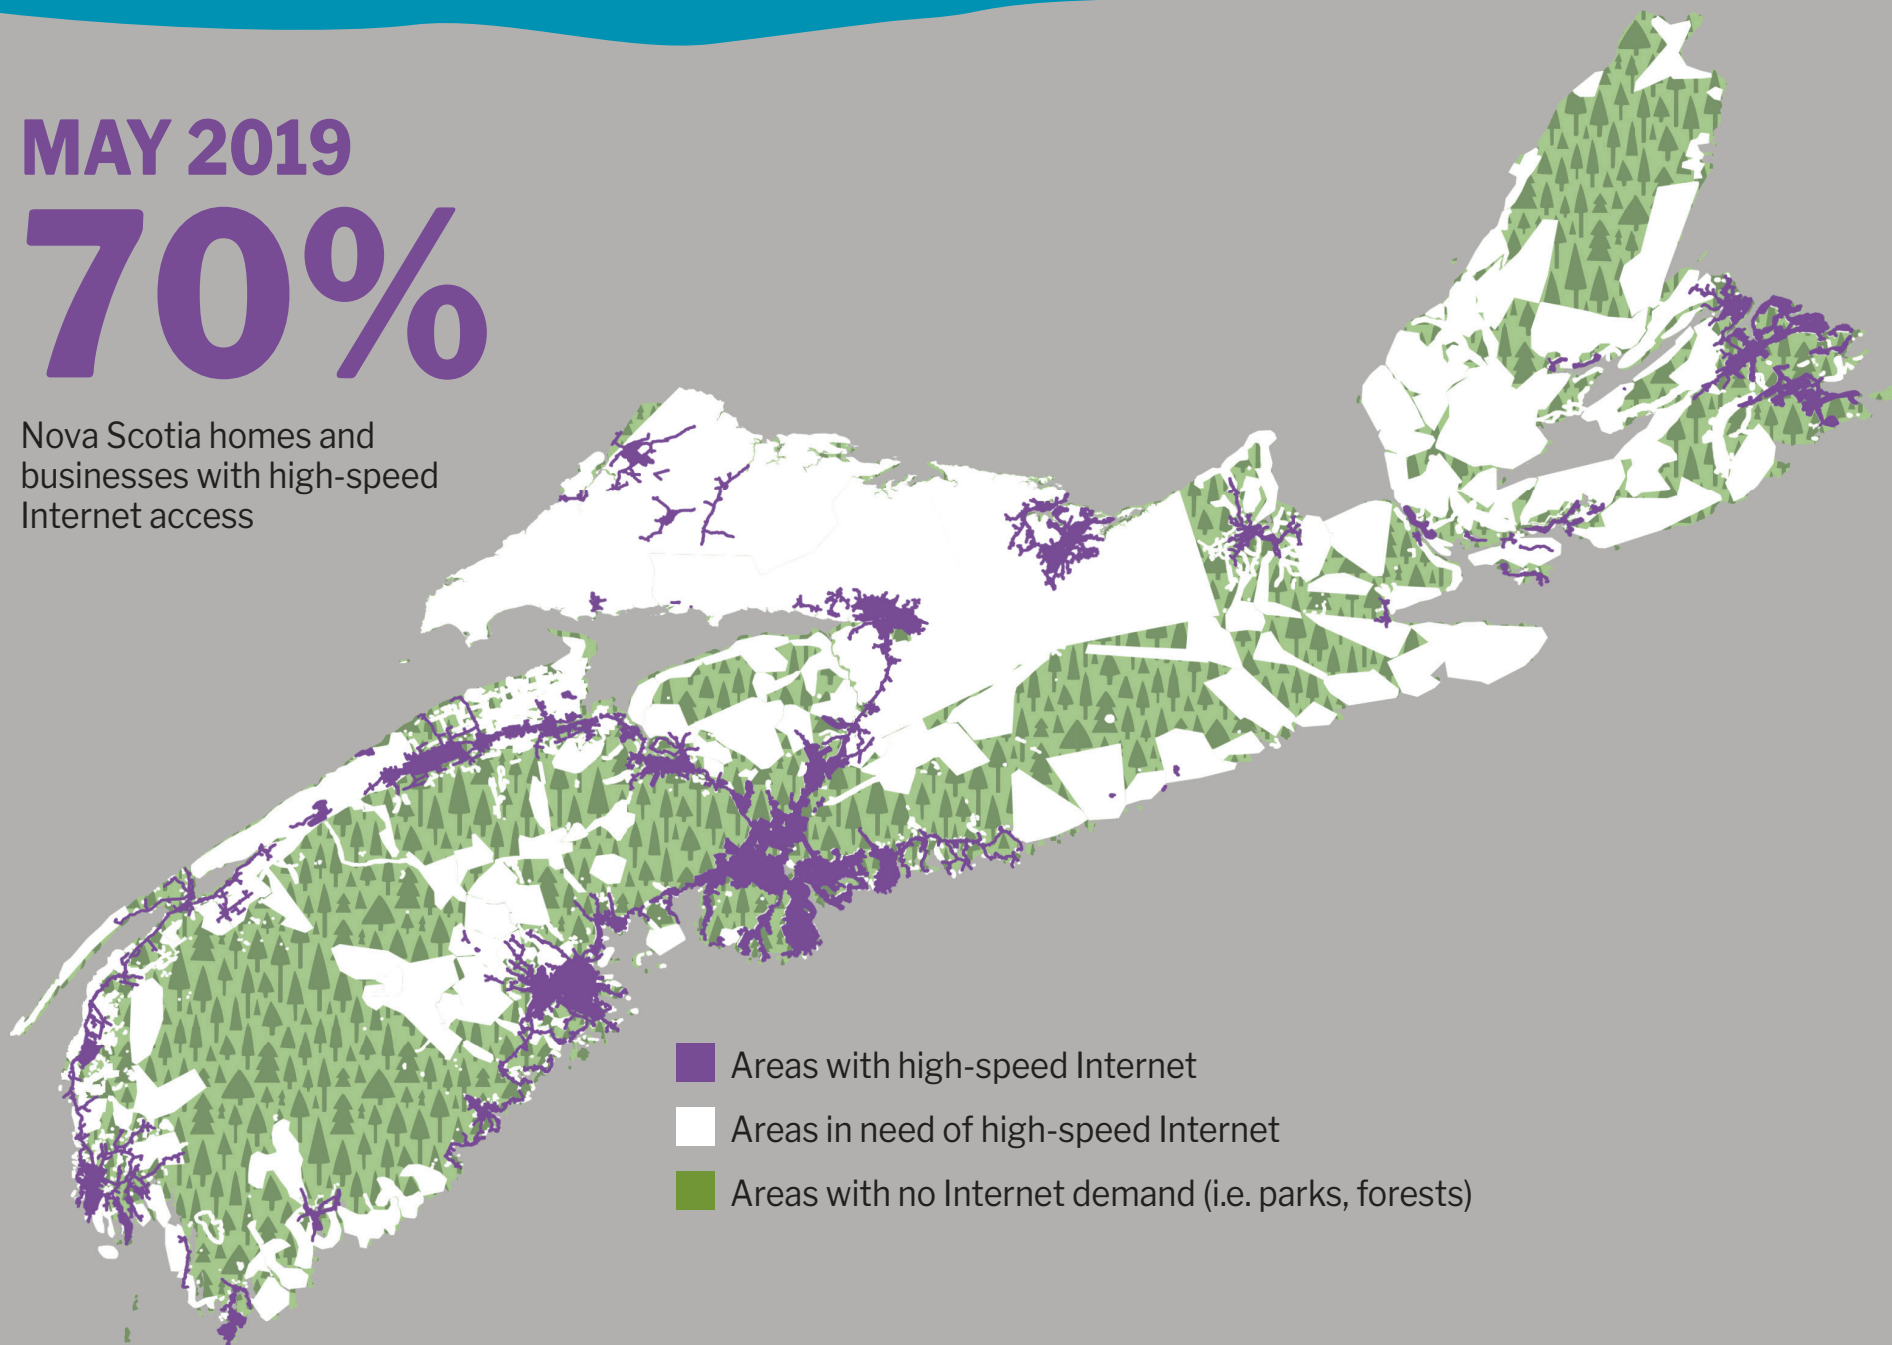 MAY 2019
70%
Nova Scotia homes and
businesses with high-speed
Internet access
Areas with high-speed Internet
Areas in need of high-speed Internet
Areas with no Internet demand (i.e. parks, forests)